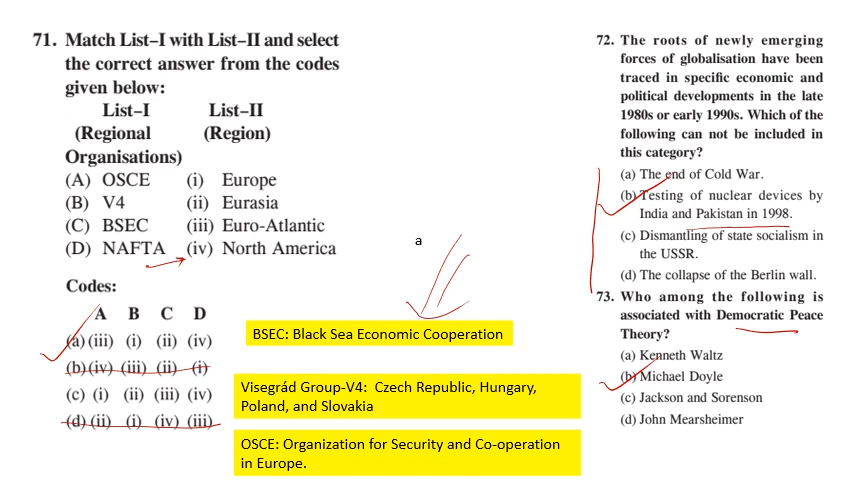 71. Match List–I with List–II and select
the correct answer from the codes
given below:
List–I List–II
(Regional (Region)
Organisations)
(A) OSCE (i) Europe
(B) V4 (ii) Eurasia
(C) BSEC (iii) Euro-Atlantic
(D) NAFTA (iv) North America
Codes:
A B C D
(a) (iii) (i) (ii) (iv)
(b) (iv) (iii) (ii) (i)
(c) (i) (ii) (iii) (iv)
(d) (ii) (i) (iv) (iii)
a
BSEC: Black Sea Economic Cooperation
Visegrád Group-V4: Czech Republic, Hungary,
Poland, and Slovakia
OSCE: Organization for Security and Co-operation
in Europe.
72. The roots of newly emerging
forces of globalisation have been
traced in specific economic and
political developments in the late
1980s or early 1990s. Which of the
following can not be included in
this category?
(a) The end of Cold War.
(b) Testing of nuclear devices by
India and Pakistan in 1998.
(c) Dismantling of state socialism in
the USSR.
(d) The collapse of the Berlin wall.
73. Who among the following is
associated with Democratic Peace
Theory?
(a) Kenneth Waltz
(b) Michael Doyle
(c) Jackson and Sorenson
(d) John Mearsheimer